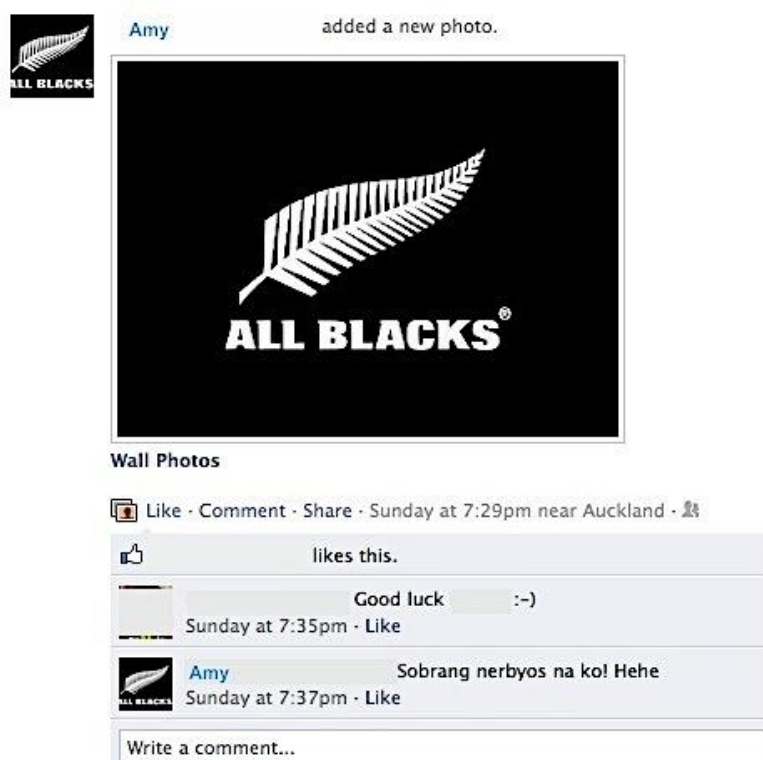 ALL BLACKS
Amy added a new photo.
ALL BLACKS®
Wall Photos
Like · Comment · Share · Sunday at 7:29pm near Auckland ·
likes this.
Good luck :-)
Sunday at 7:35pm · Like
Amy Sobrang nerbyos na ko! Hehe
ALL BLACKS
Sunday at 7:37pm · Like
Write a comment...